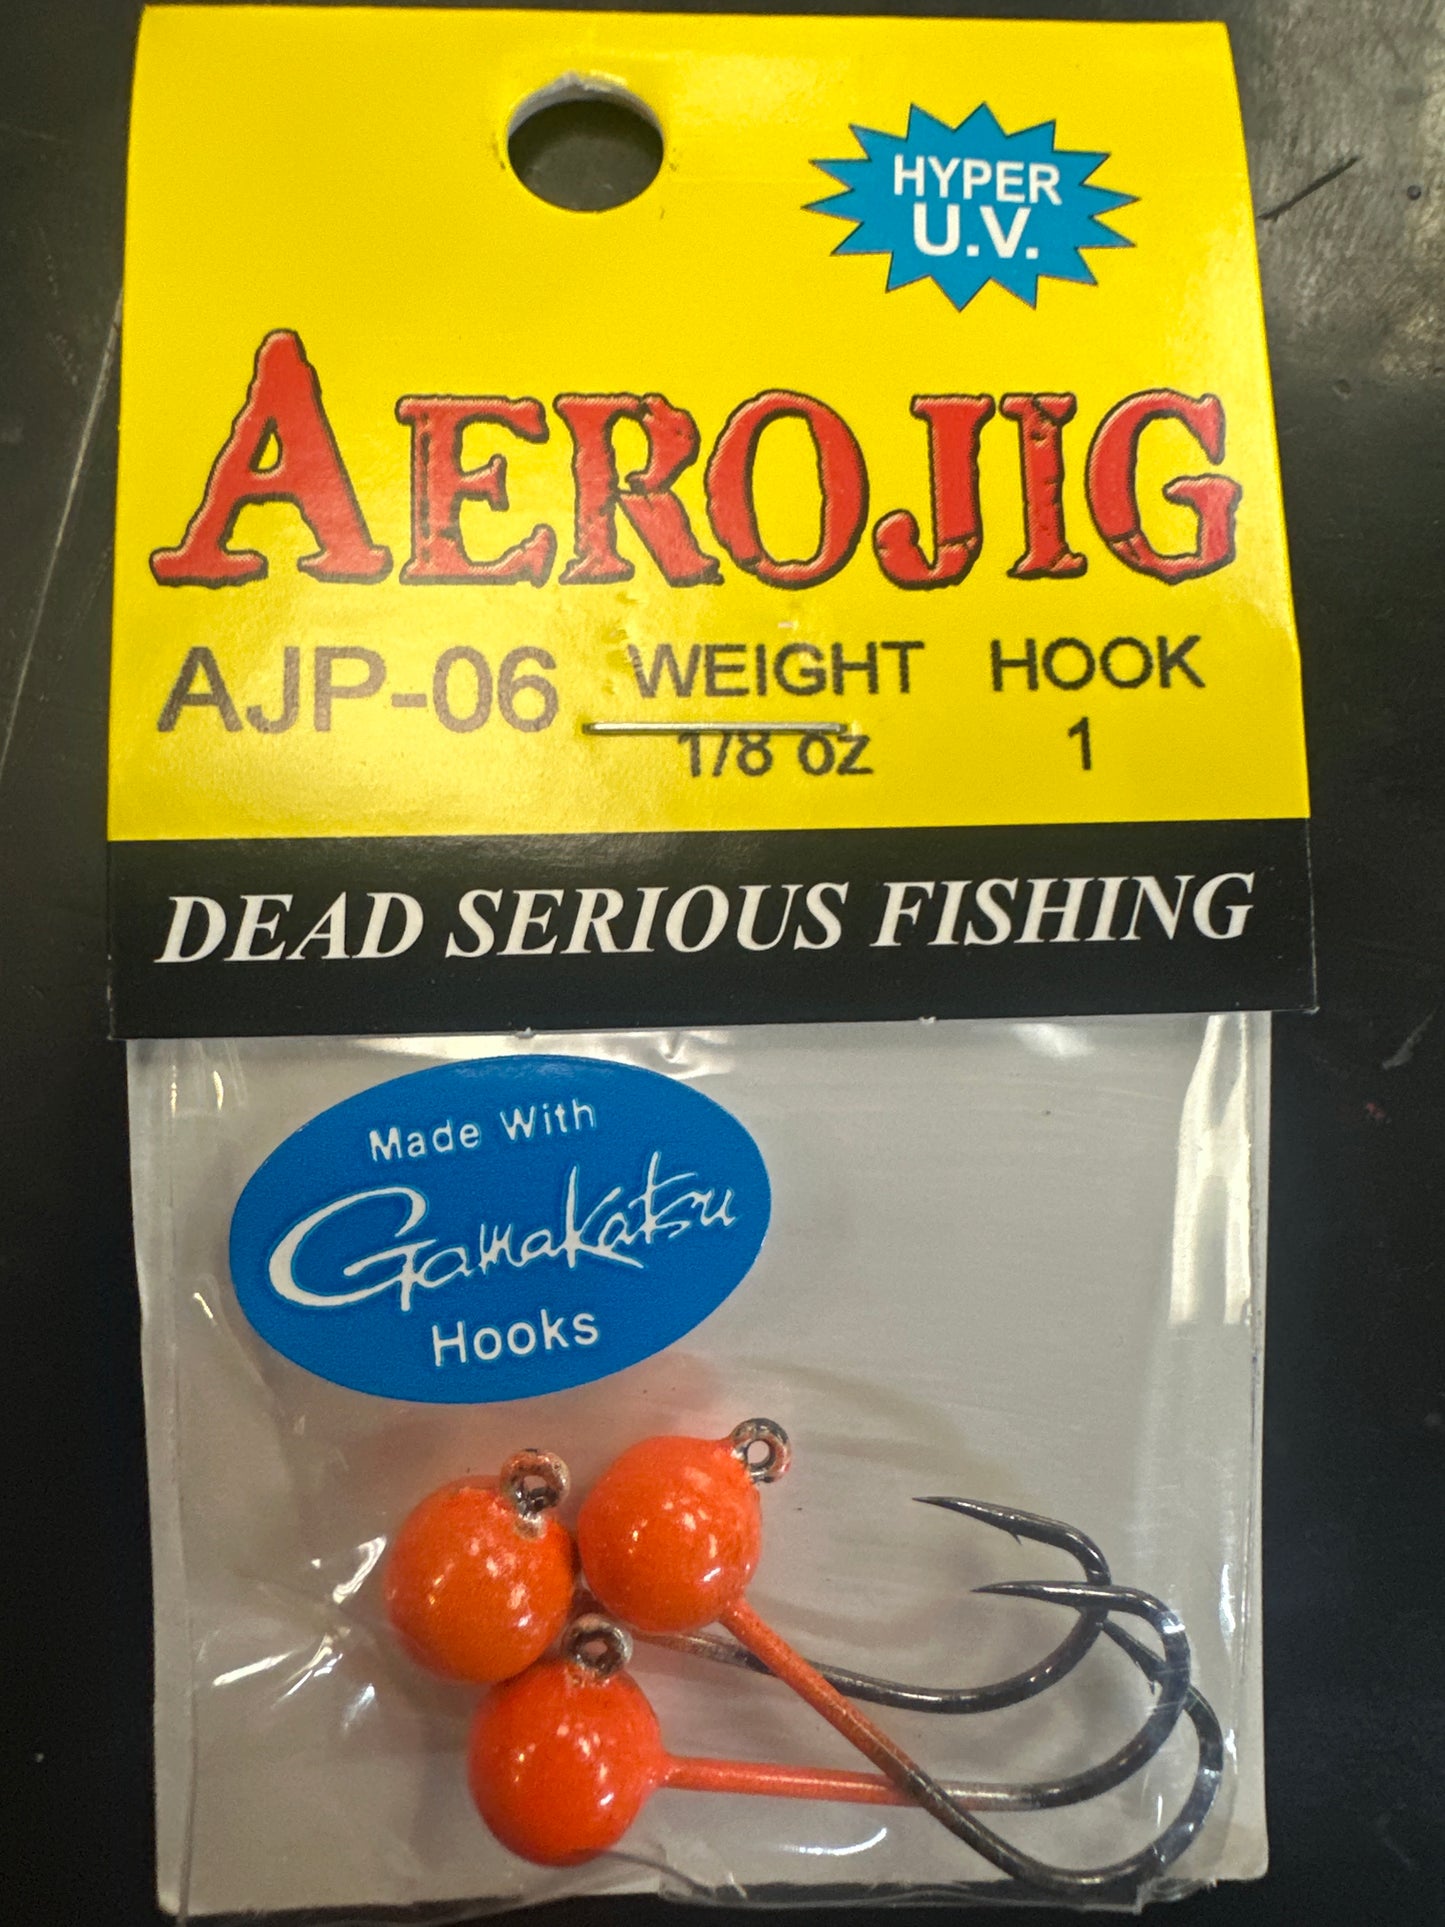 HYPER
U.V.
AEROJIG
AJP-06 WEIGHT HOOK
1/8 oz 1
DEAD SERIOUS FISHING
Made With
Gamakatsu
Hooks